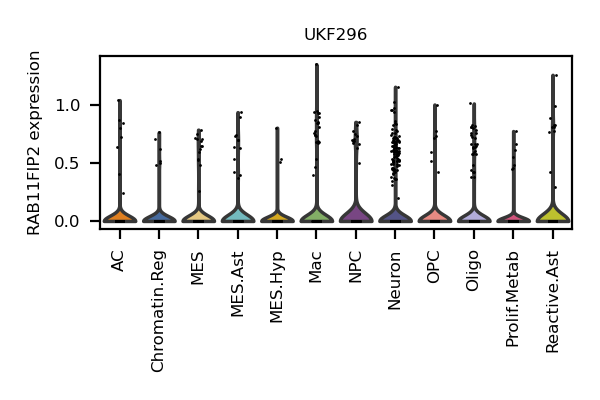 UKF296
RAB11FIP2 expression
1.0
0.5
0.0
AC
Chromatin.Reg
MES
MES.Ast
MES.Hyp
Mac
NPC
Neuron
OPC
Oligo
Prolif.Metab
Reactive.Ast